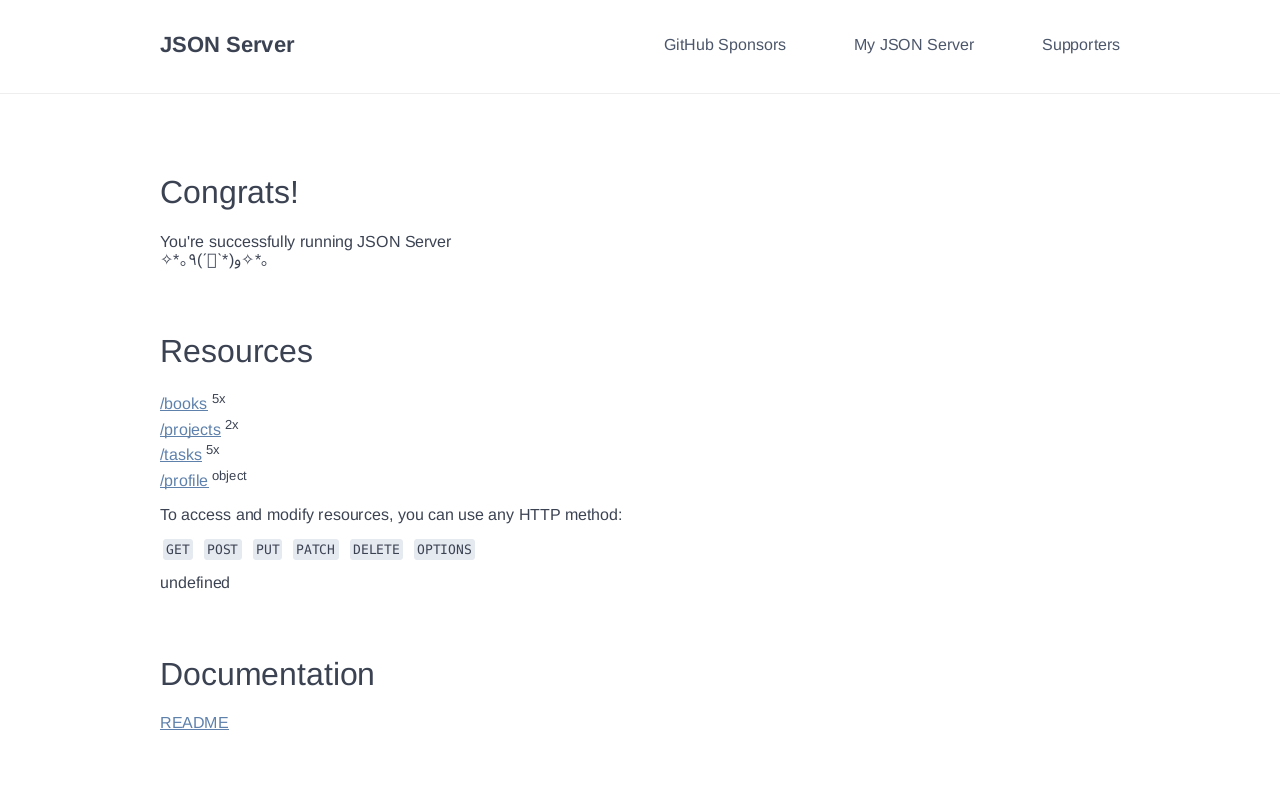 JSON Server
GitHub Sponsors
My JSON Server
Supporters
Congrats!
You're successfully running JSON Server
✧*｡٩(ˊᗜˋ*)و✧*｡
Resources
/books 5x
/projects 2x
/tasks 5x
/profile object
To access and modify resources, you can use any HTTP method:
GET POST PUT PATCH DELETE OPTIONS
undefined
Documentation
README